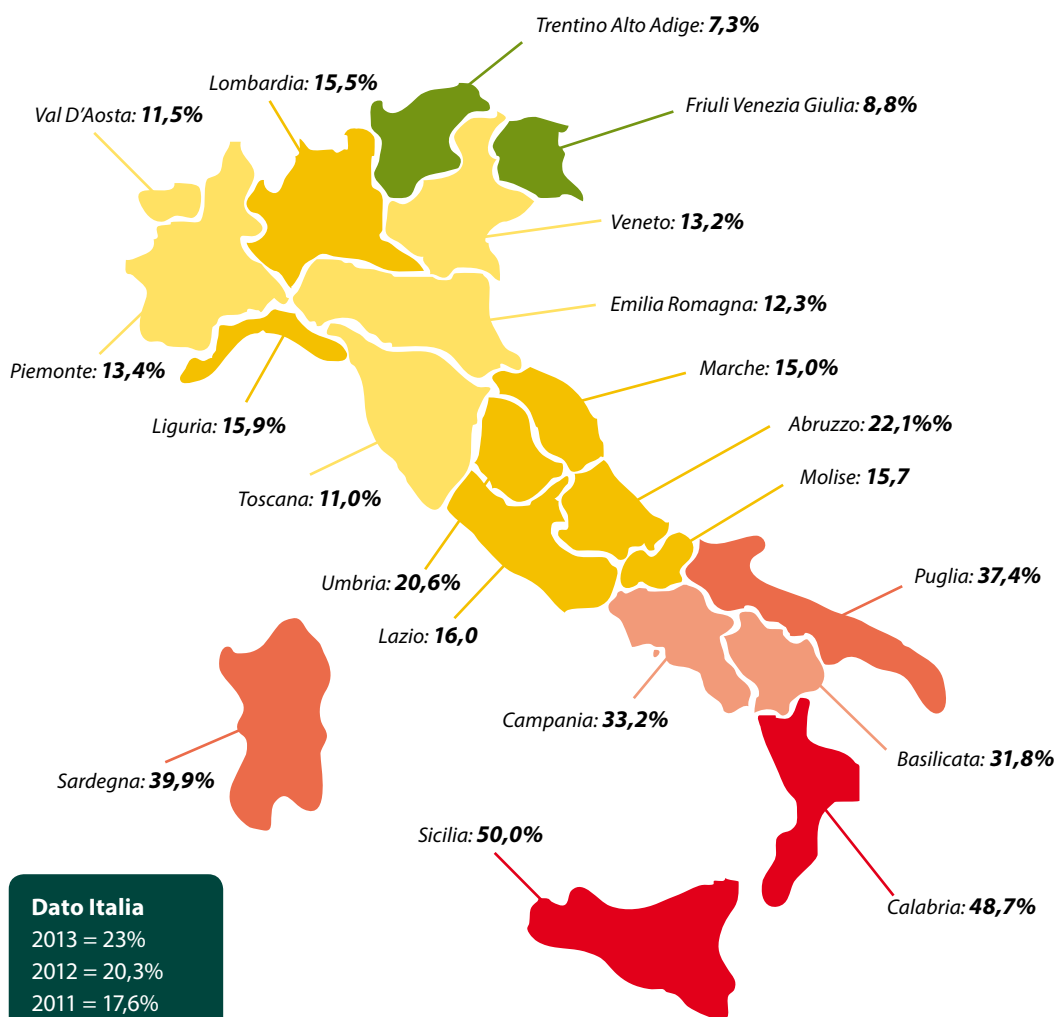 Trentino Alto Adige: 7,3%
Lombardia: 15,5%
Friuli Venezia Giulia: 8,8%
Val D'Aosta: 11,5%
Veneto: 13,2%
Emilia Romagna: 12,3%
Piemonte: 13,4%
Marche: 15,0%
Liguria: 15,9%
Abruzzo: 22,1%%
Molise: 15,7
Toscana: 11,0%
Umbria: 20,6%
Puglia: 37,4%
Lazio: 16,0
Campania: 33,2%
Basilicata: 31,8%
Sardegna: 39,9%
Sicilia: 50,0%
Calabria: 48,7%
Dato Italia
2013 = 23%
2012 = 20,3%
2011 = 17,6%